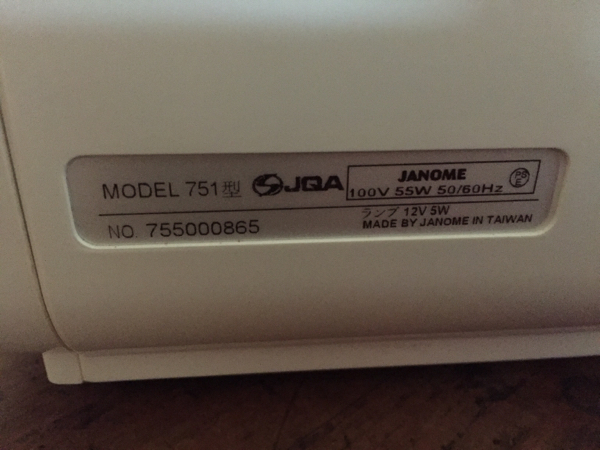 MODEL 751型
JQA
JANOME
PS
E
100V 55W 50/60Hz
NO. 755000865
ランプ 12V 5W
MADE BY JANOME IN TAIWAN